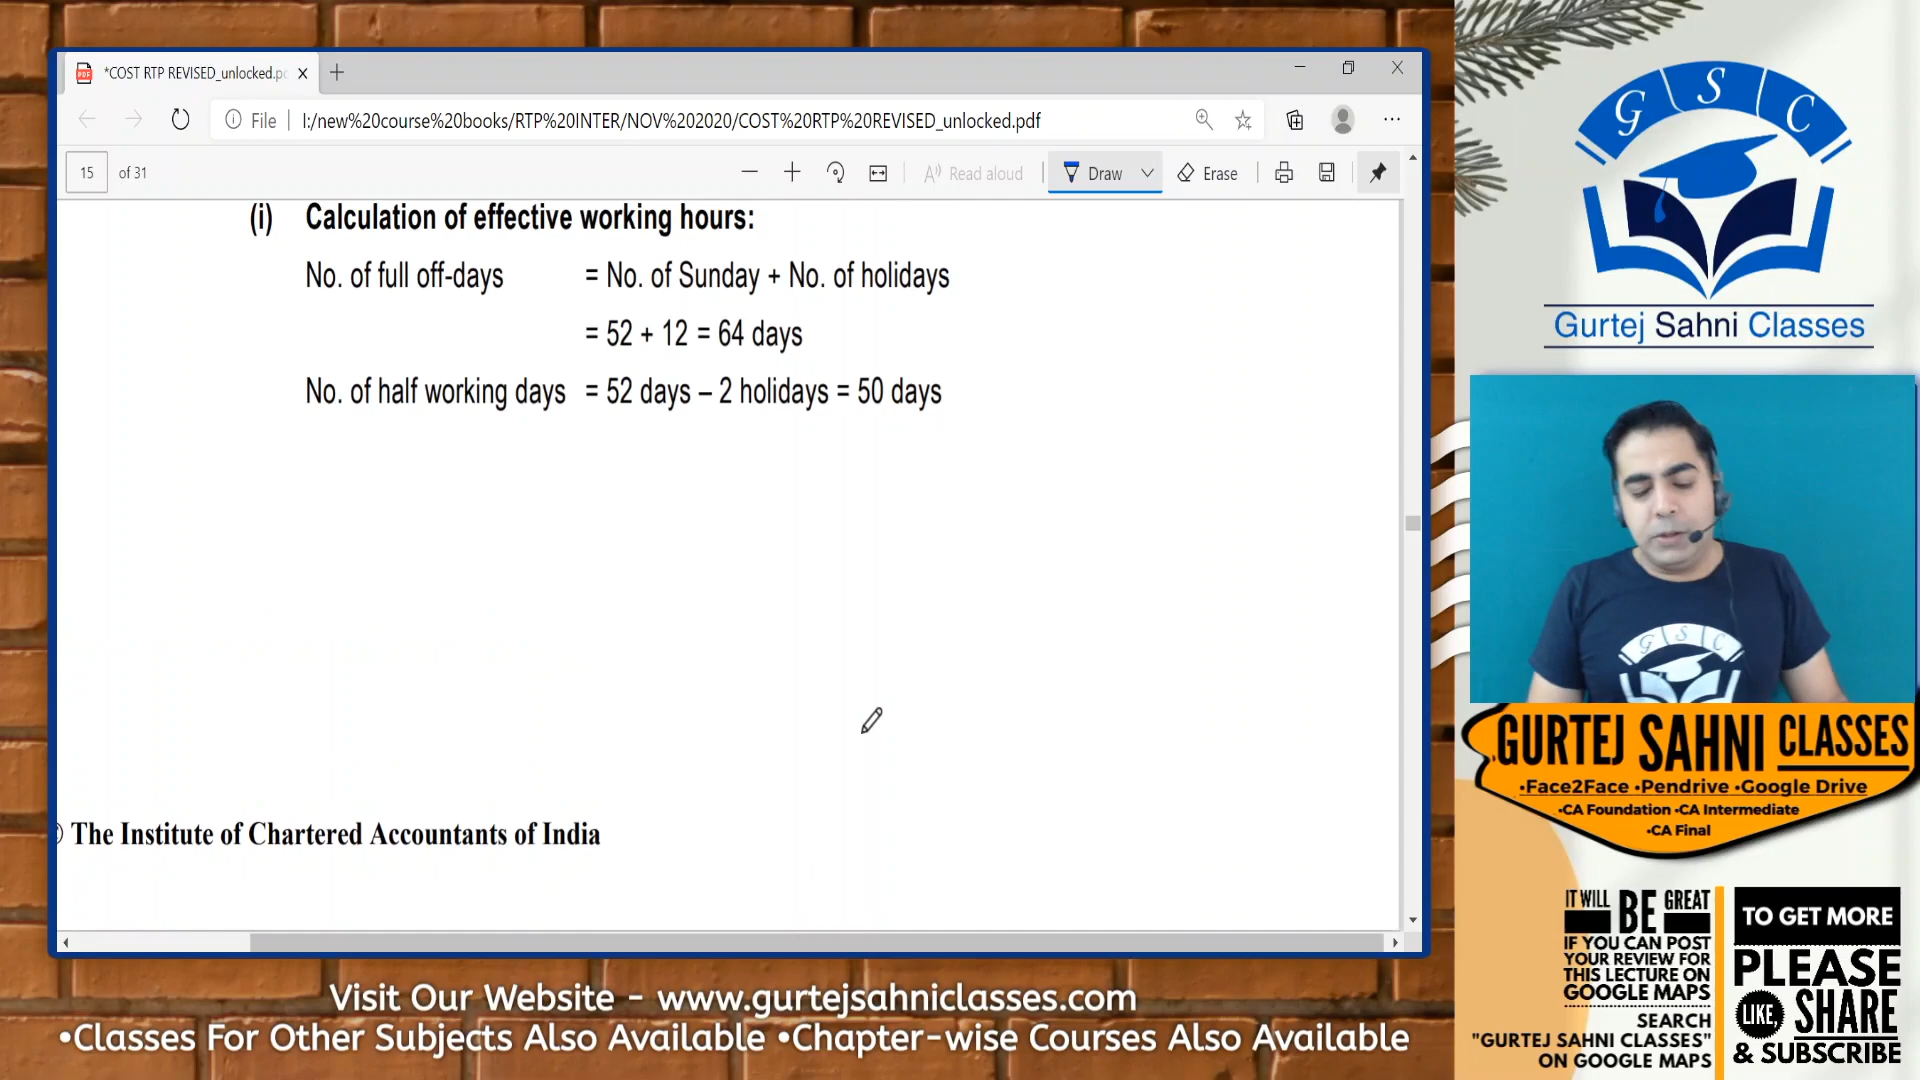 *COST RTP REVISED_unlocked.pd
File
I:/new%20course%20books/RTP%20INTER/NOV%202020/COST%20RTP%20REVISED_unlocked.pdf
15 of 31
Read aloud
Draw
Erase
(i) Calculation of effective working hours:
No. of full off-days = No. of Sunday + No. of holidays
= 52 + 12 = 64 days
No. of half working days = 52 days – 2 holidays = 50 days
The Institute of Chartered Accountants of India
G S C
Gurtej Sahni Classes
G S C
GURTEJ SAHNI CLASSES
•Face2Face •Pendrive •Google Drive
•CA Foundation •CA Intermediate
•CA Final
IT WILL BE GREAT
IF YOU CAN POST
YOUR REVIEW FOR
THIS LECTURE ON
GOOGLE MAPS
SEARCH
"GURTEJ SAHNI CLASSES"
ON GOOGLE MAPS
TO GET MORE
PLEASE
LIKE, SHARE
& SUBSCRIBE
Visit Our Website - www.gurtejsahniclasses.com
•Classes For Other Subjects Also Available •Chapter-wise Courses Also Available